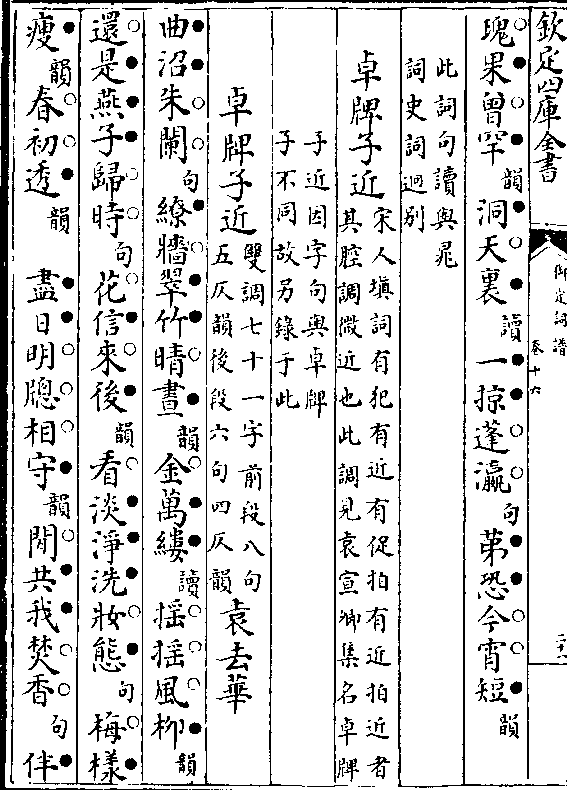 欽定四庫全書
御定詞譜
卷十六
瑰果曾罕韻洞天裏讀一掠蓬瀛句苐恐今宵短韻
此詞句讀與晁
詞史詞迥别
卓牌子近
宋人填詞有犯有近有促拍有近拍近者
其腔調微近也此調見袁宣卿集名卓牌
子近因字句與卓牌
子不同故另錄于此
卓牌子近
雙調七十一字前段八句
五仄韻後段六句四仄韻
袁去華
曲沼朱闌句繚牆翠竹晴晝韻金萬縷讀揺揺風柳韻
還是燕子歸時句花信來後韻看淡淨洗妝態句梅様
瘦韻春初透韻 盡日明牕相守韻閒共我焚香句伴